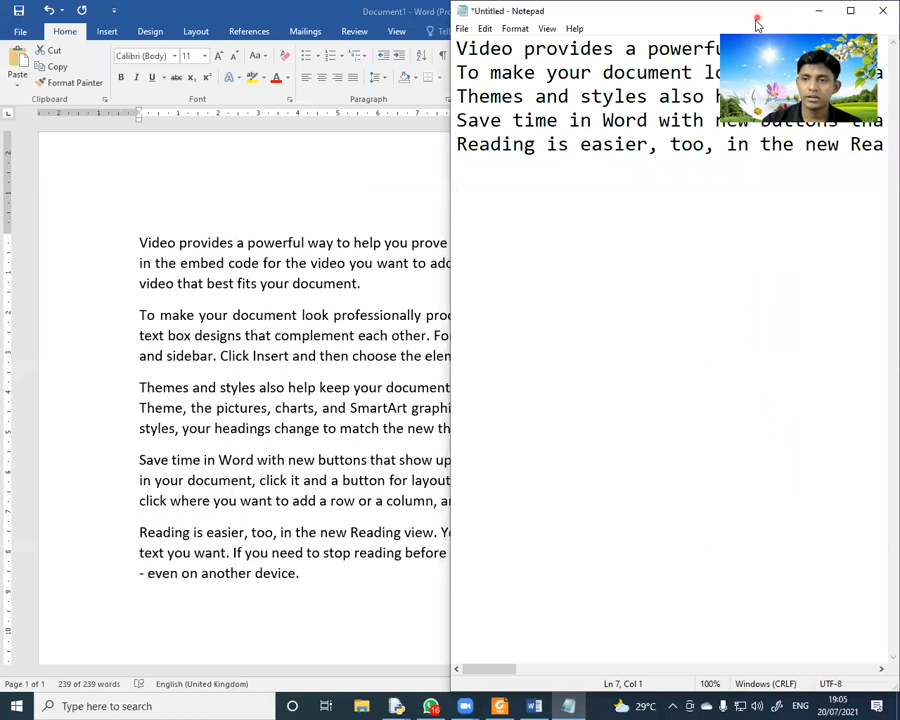 Document1 - Word (Pr
*Untitled - Notepad
File
Home
Insert
Design
Layout
References
Mailings
Review
View
File
Edit
Format
View
Help
Paste
Cut
Copy
Format Painter
Calibri (Body)
11
Clipboard
Font
Paragraph
Video provides a powerfu
To make your document lo
Themes and styles also h
Save time in Word with new buttons tha
Reading is easier, too, in the new Rea
Video provides a powerful way to help you prove
in the embed code for the video you want to add
video that best fits your document.
To make your document look professionally prod
text box designs that complement each other. For
and sidebar. Click Insert and then choose the elem
Themes and styles also help keep your document
Theme, the pictures, charts, and SmartArt graphi
styles, your headings change to match the new th
Save time in Word with new buttons that show up
in your document, click it and a button for layout
click where you want to add a row or a column, an
Reading is easier, too, in the new Reading view. Yo
text you want. If you need to stop reading before
- even on another device.
Page 1 of 1
239 of 239 words
English (United Kingdom)
Ln 7, Col 1
100%
Windows (CRLF)
UTF-8
Type here to search
16
29°C
19:05
20/07/2021